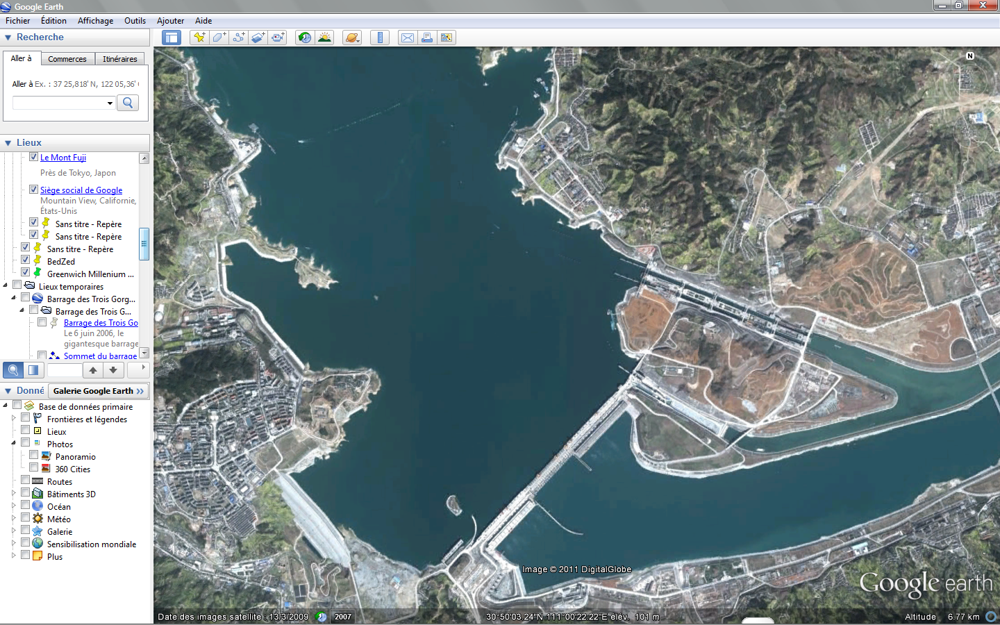 Google Earth
Fichier Édition Affichage Outils Ajouter Aide
Recherche
Aller à Commerces Itinéraires
Aller à Ex. : 37 25,818' N, 122 05,36'
Lieux
Le Mont Fuji
Près de Tokyo, Japon
Siège social de Google
Mountain View, Californie,
États-Unis
Sans titre - Repère
Sans titre - Repère
Sans titre - Repère
BedZed
Greenwich Millenium ...
Lieux temporaires
Barrage des Trois Gorg...
Barrage des Trois G...
Barrage des Trois Go
Le 6 juin 2006, le
gigantesque barrage
Sommet du barrage
Donné
Galerie Google Earth >>
Base de données primaire
Frontières et légendes
Lieux
Photos
Panoramio
360 Cities
Routes
Bâtiments 3D
Océan
Météo
Galerie
Sensibilisation mondiale
Plus
N
Image © 2011 DigitalGlobe
Google earth
Date des images satellite : 13/3/2009 2007 30°50'03.24"N 111°00'22.22"E élév. 101 m Altitude 6.77 km